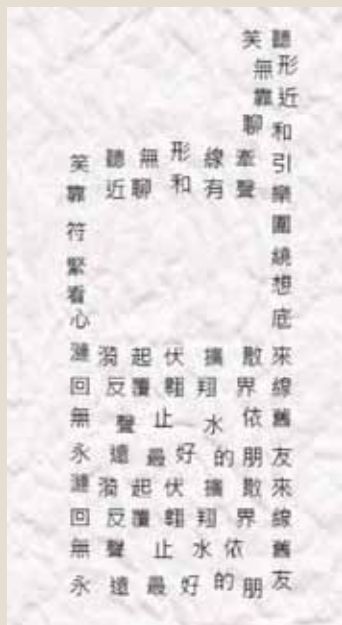 笑聽
無形
靠近
聊和
笑聽無形線牽引
靠近聊和有聲樂
符團
緊繞
看想
心底
漣漪起伏擴散來
回反覆翱翔界線
無聲止水依舊
永遠最好的朋友
漣漪起伏擴散來
回反覆翱翔界線
無聲止水依舊
永遠最好的朋友